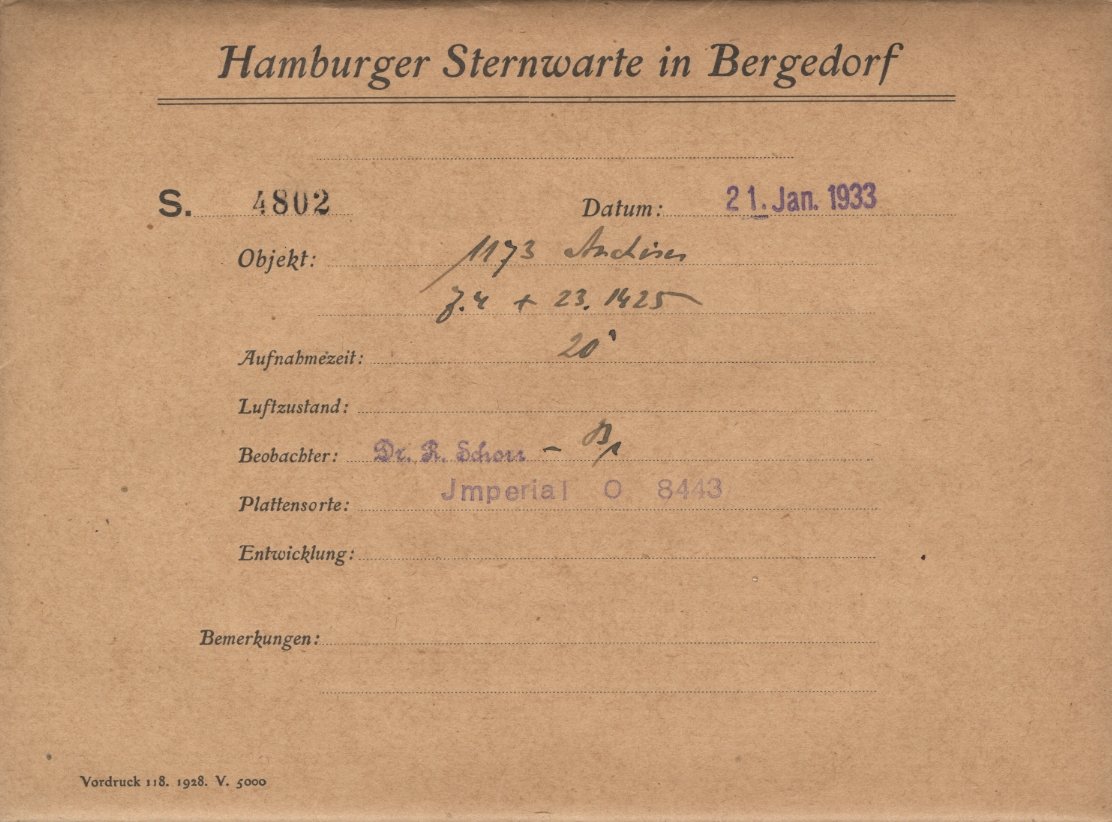 Hamburger Sternwarte in Bergedorf
S. 4802 Datum: 21. Jan. 1933
Objekt: 1173 Anchises
+ 23. 1425
Aufnahmezeit: 20
Luftzustand:
Beobachter: Dr. R. Schorr –
Plattensorte: Jmperial O 8443
Entwicklung:
Bemerkungen:
Vordruck 118. 1928. V. 5000